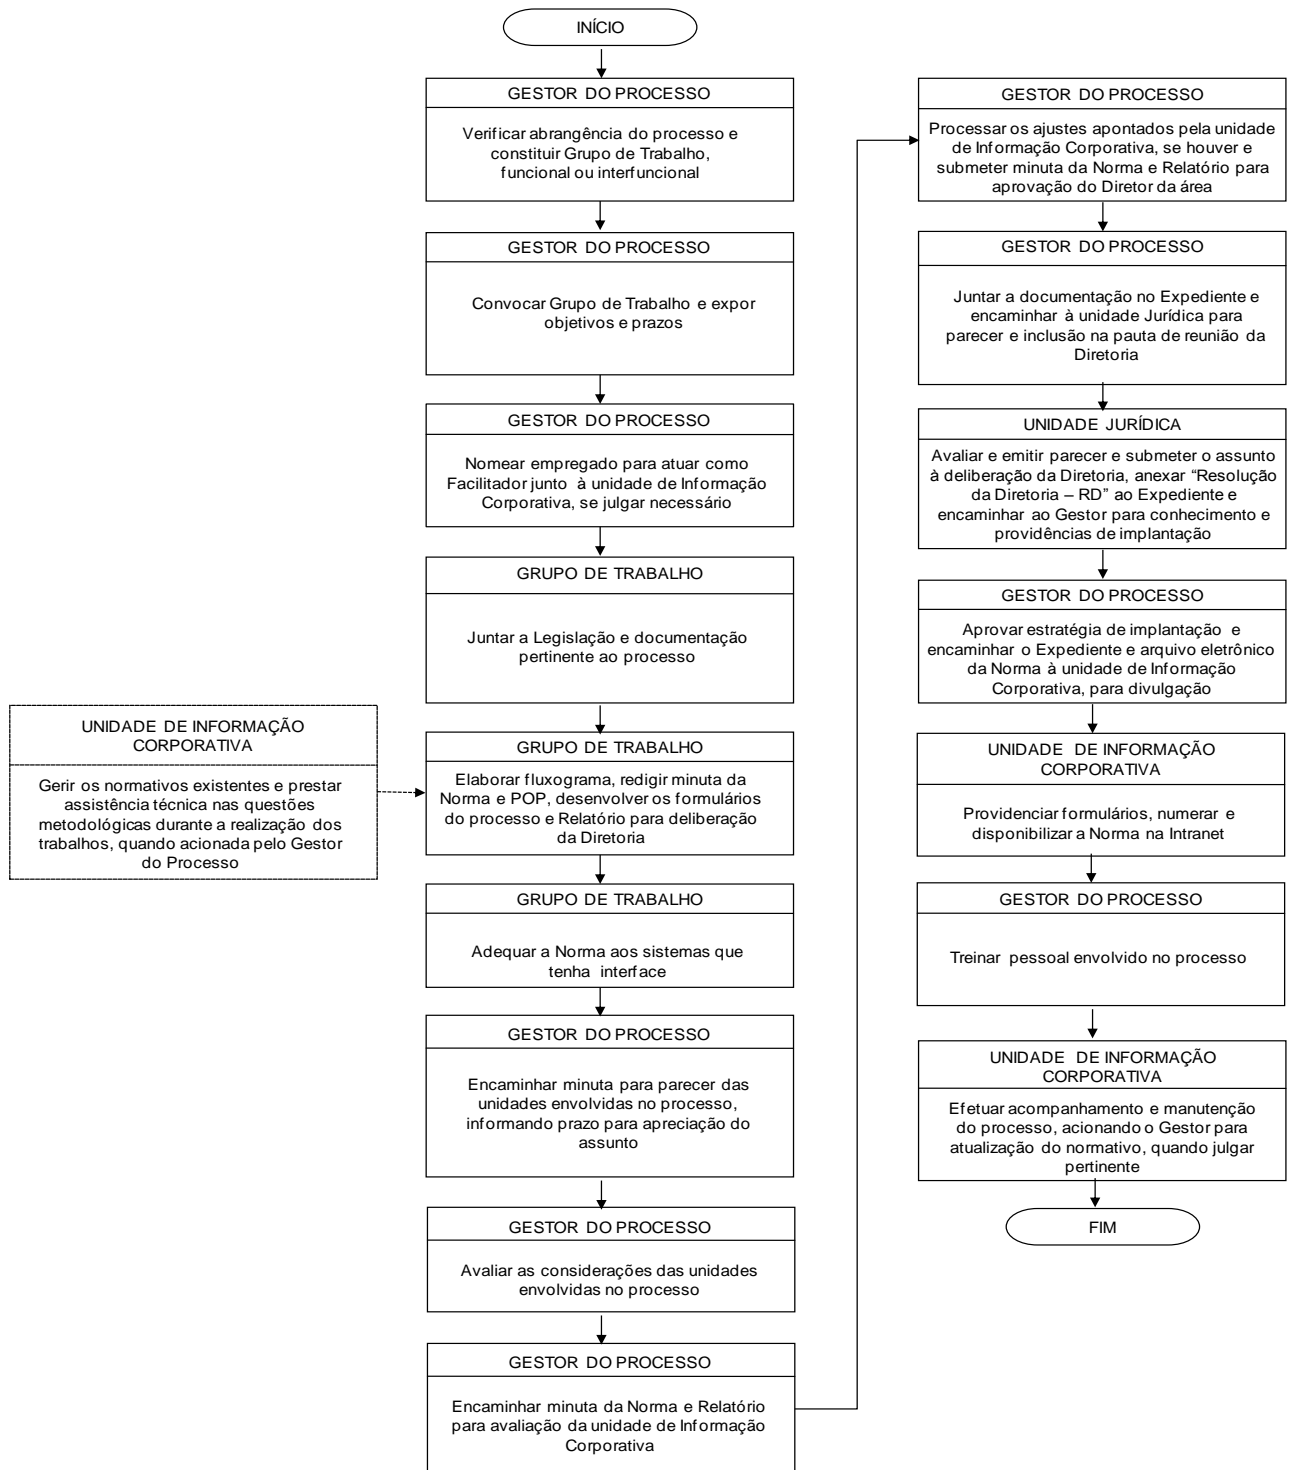 INÍCIO
GESTOR DO PROCESSO
Verificar abrangência do processo e
constituir Grupo de Trabalho,
funcional ou interfuncional
GESTOR DO PROCESSO
Convocar Grupo de Trabalho e expor
objetivos e prazos
GESTOR DO PROCESSO
Nomear empregado para atuar como
Facilitador junto à unidade de Informação
Corporativa, se julgar necessário
GRUPO DE TRABALHO
Juntar a Legislação e documentação
pertinente ao processo
UNIDADE DE INFORMAÇÃO
CORPORATIVA
Gerir os normativos existentes e prestar
assistência técnica nas questões
metodológicas durante a realização dos
trabalhos, quando acionada pelo Gestor
do Processo
GRUPO DE TRABALHO
Elaborar fluxograma, redigir minuta da
Norma e POP, desenvolver os formulários
do processo e Relatório para deliberação
da Diretoria
GRUPO DE TRABALHO
Adequar a Norma aos sistemas que
tenha interface
GESTOR DO PROCESSO
Encaminhar minuta para parecer das
unidades envolvidas no processo,
informando prazo para apreciação do
assunto
GESTOR DO PROCESSO
Avaliar as considerações das unidades
envolvidas no processo
GESTOR DO PROCESSO
Encaminhar minuta da Norma e Relatório
para avaliação da unidade de Informação
Corporativa
GESTOR DO PROCESSO
Processar os ajustes apontados pela unidade
de Informação Corporativa, se houver e
submeter minuta da Norma e Relatório para
aprovação do Diretor da área
GESTOR DO PROCESSO
Juntar a documentação no Expediente e
encaminhar à unidade Jurídica para
parecer e inclusão na pauta de reunião da
Diretoria
UNIDADE JURÍDICA
Avaliar e emitir parecer e submeter o assunto
à deliberação da Diretoria, anexar “Resolução
da Diretoria – RD” ao Expediente e
encaminhar ao Gestor para conhecimento e
providências de implantação
GESTOR DO PROCESSO
Aprovar estratégia de implantação e
encaminhar o Expediente e arquivo eletrônico
da Norma à unidade de Informação
Corporativa, para divulgação
UNIDADE DE INFORMAÇÃO
CORPORATIVA
Providenciar formulários, numerar e
disponibilizar a Norma na Intranet
GESTOR DO PROCESSO
Treinar pessoal envolvido no processo
UNIDADE DE INFORMAÇÃO
CORPORATIVA
Efetuar acompanhamento e manutenção
do processo, acionando o Gestor para
atualização do normativo, quando julgar
pertinente
FIM